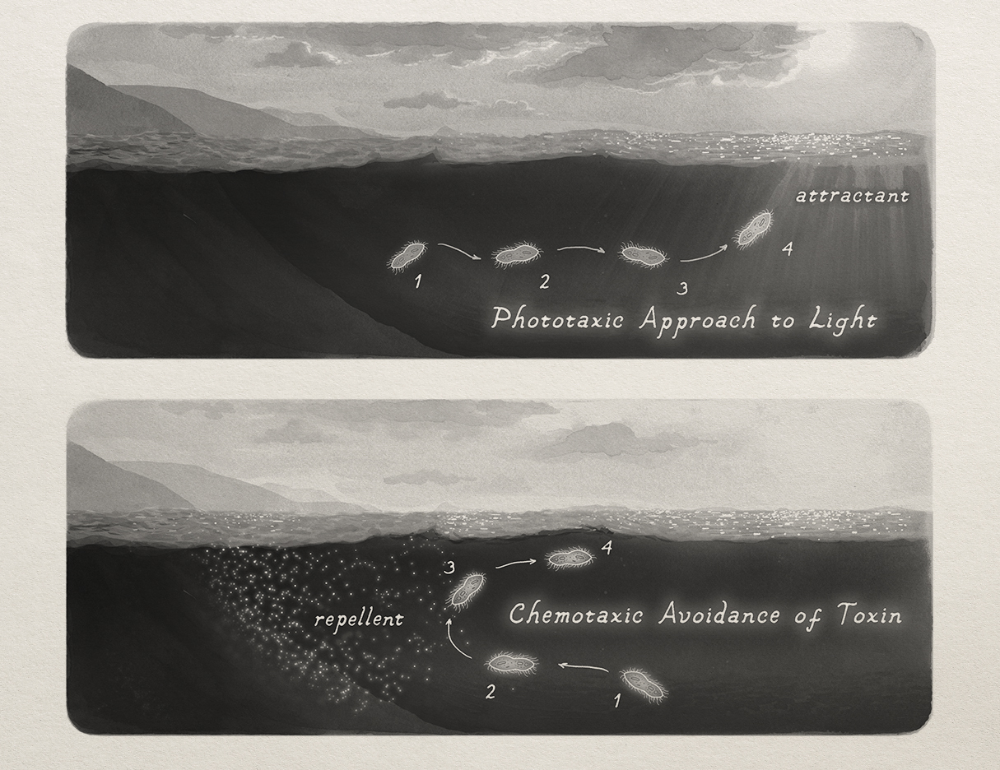 attractant
4
1
2
3
Phototaxic Approach to Light
3
4
repellent
Chemotaxic Avoidance of Toxin
2
1